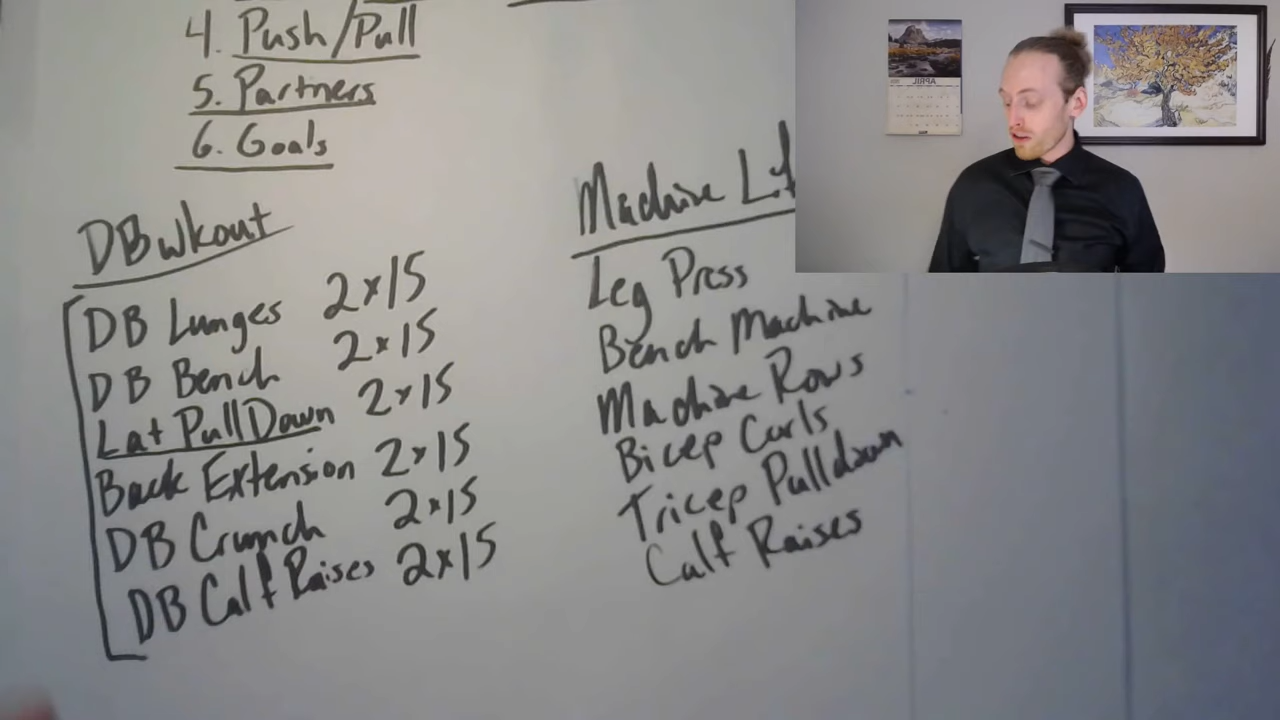 4. Push/Pull
5. Partners
6. Goals
DB wkout
DB Lunges 2x15
DB Bench 2x15
Lat PullDown 2x15
Back Extension 2x15
DB Crunch 2x15
DB Calf Raises 2x15
Machine
Leg Press
Bench Machine
Machine Rows
Bicep Curls
Tricep Pulldown
Calf Raises
APRIL